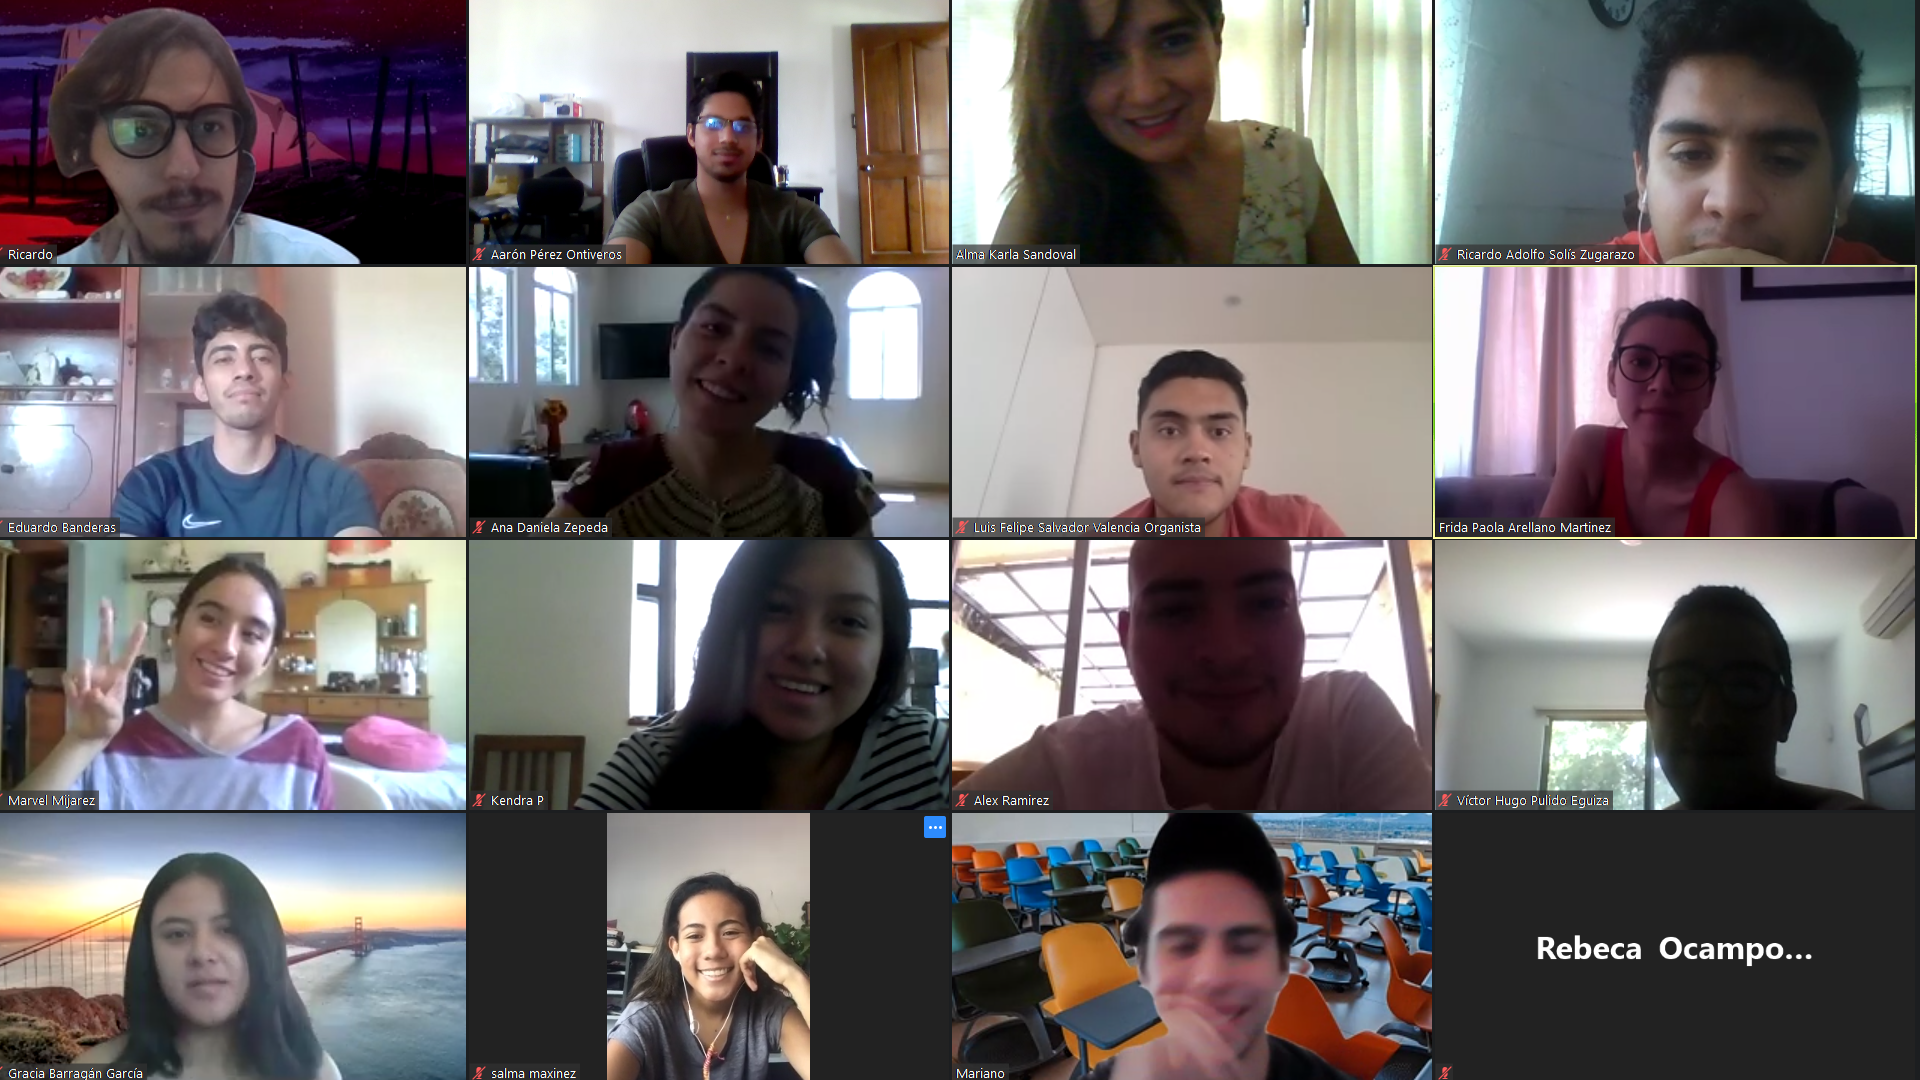 Ricardo
Aarón Pérez Ontiveros
Alma Karla Sandoval
Ricardo Adolfo Solís Zugarazo
Eduardo Banderas
Ana Daniela Zepeda
Luis Felipe Salvador Valencia Organista
Frida Paola Arellano Martinez
Marvel Mijarez
Kendra P
Alex Ramirez
Víctor Hugo Pulido Eguiza
Gracia Barragán García
salma maxinez
Mariano
Rebeca Ocampo...